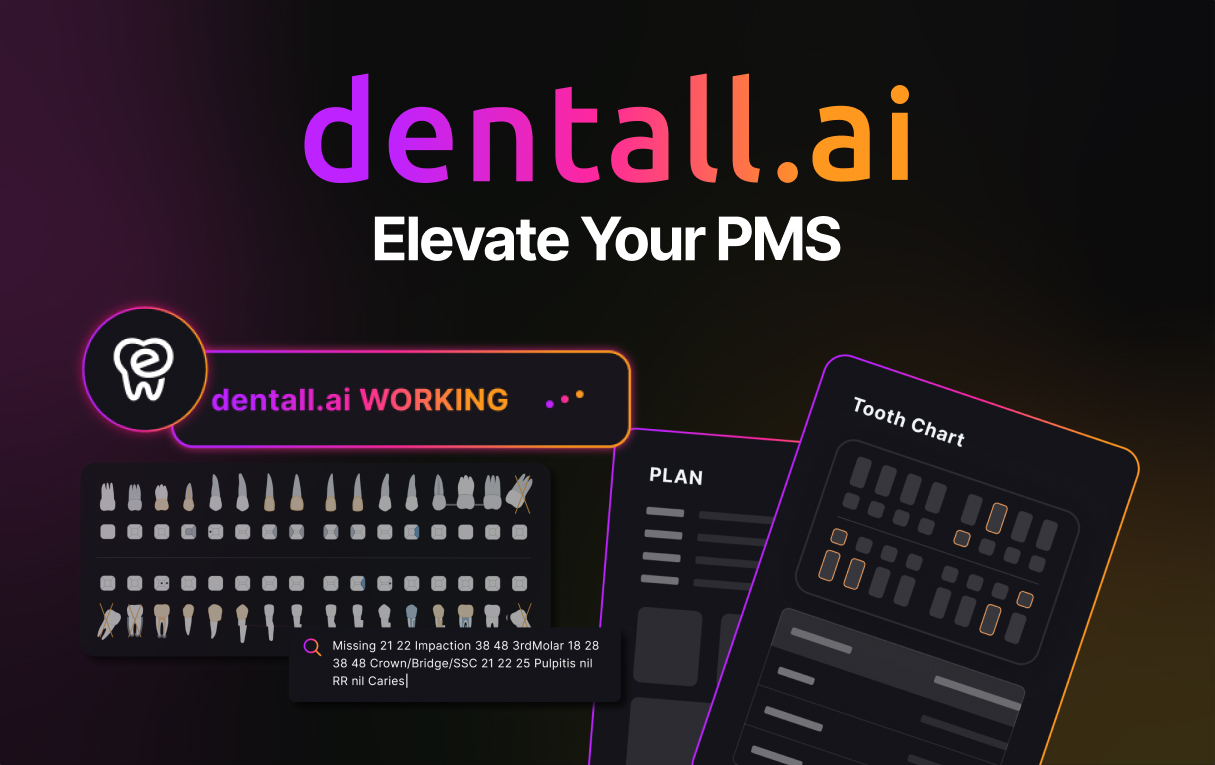 dentall.ai
Elevate Your PMS
dentall.ai WORKING
PLAN
Tooth Chart
Missing 21 22 Impaction 38 48 3rdMolar 18 28
38 48 Crown/Bridge/SSC 21 22 25 Pulpitis nil
RR nil Caries